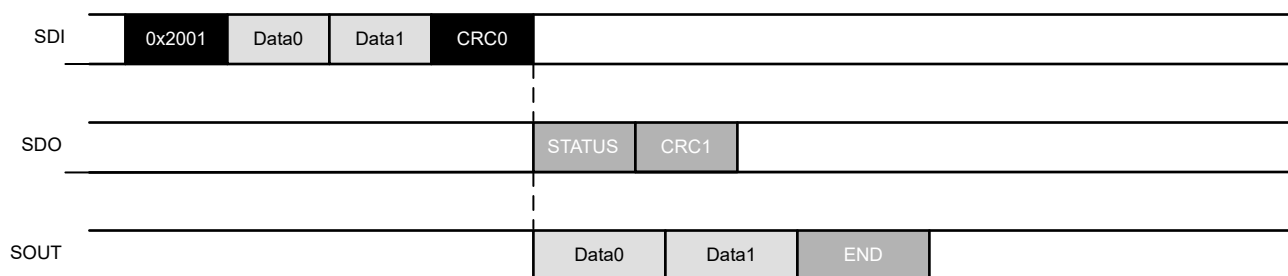 SDI 0x2001 Data0 Data1 CRC0
SDO STATUS CRC1
SOUT Data0 Data1 END